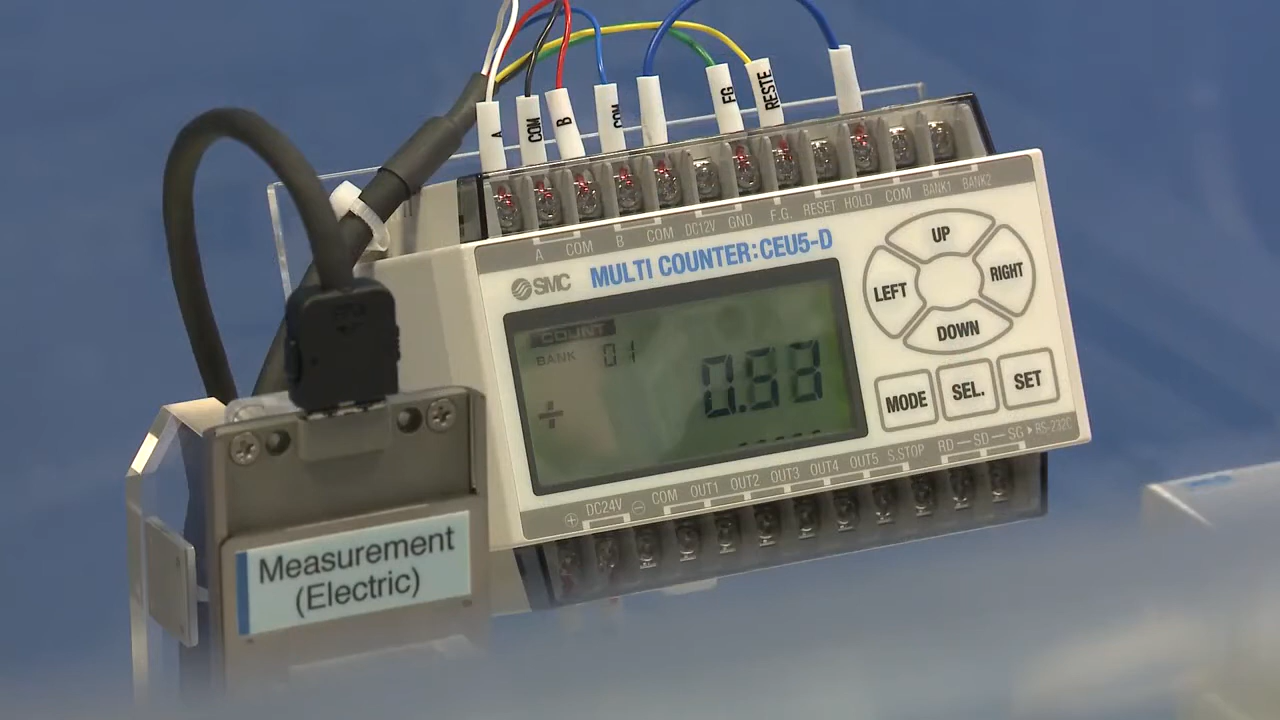 A
COM
B
COM
FG
RESTE
A COM B COM DC12V GND F.G. RESET HOLD COM BANK1 BANK2
SMC MULTI COUNTER:CEU5-D
UP
LEFT
RIGHT
DOWN
COUNT
BANK 01
MODE SEL. SET
DC24V COM OUT1 OUT2 OUT3 OUT4 OUT5 S.STOP RD SD SG RS-232C
Measurement
(Electric)